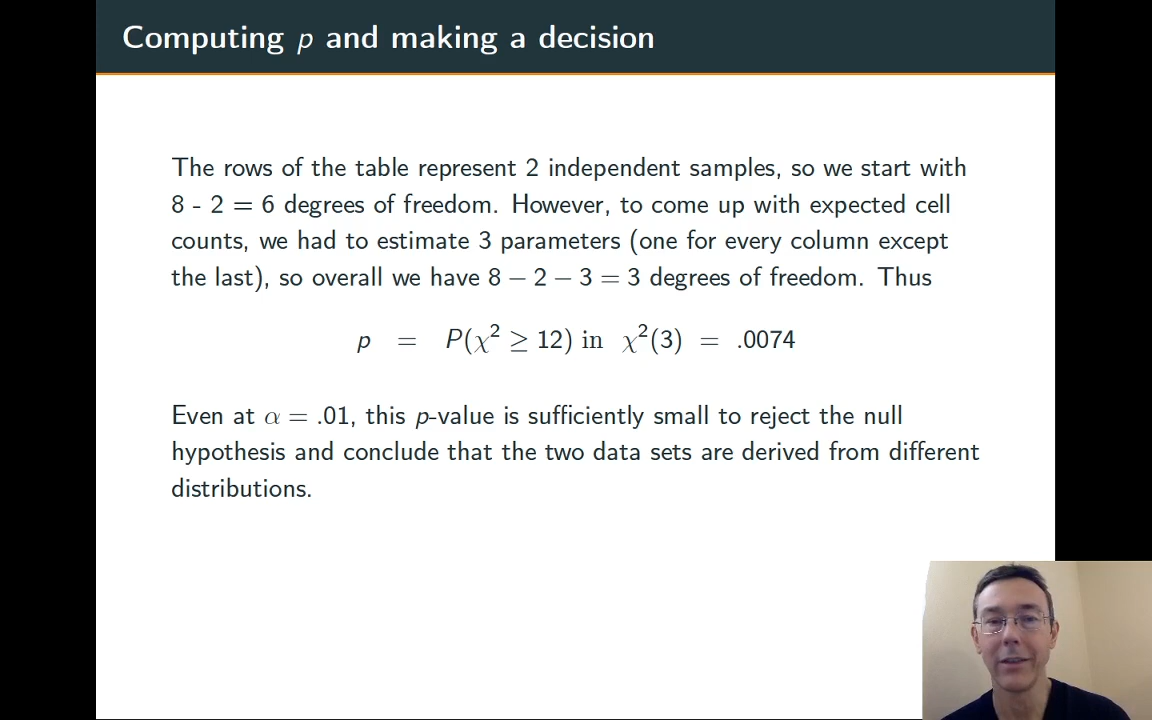 Computing p and making a decision
The rows of the table represent 2 independent samples, so we start with
8 - 2 = 6 degrees of freedom. However, to come up with expected cell
counts, we had to estimate 3 parameters (one for every column except
the last), so overall we have 8 − 2 − 3 = 3 degrees of freedom. Thus
p = P(χ² ≥ 12) in χ²(3) = .0074
Even at α = .01, this p-value is sufficiently small to reject the null
hypothesis and conclude that the two data sets are derived from different
distributions.